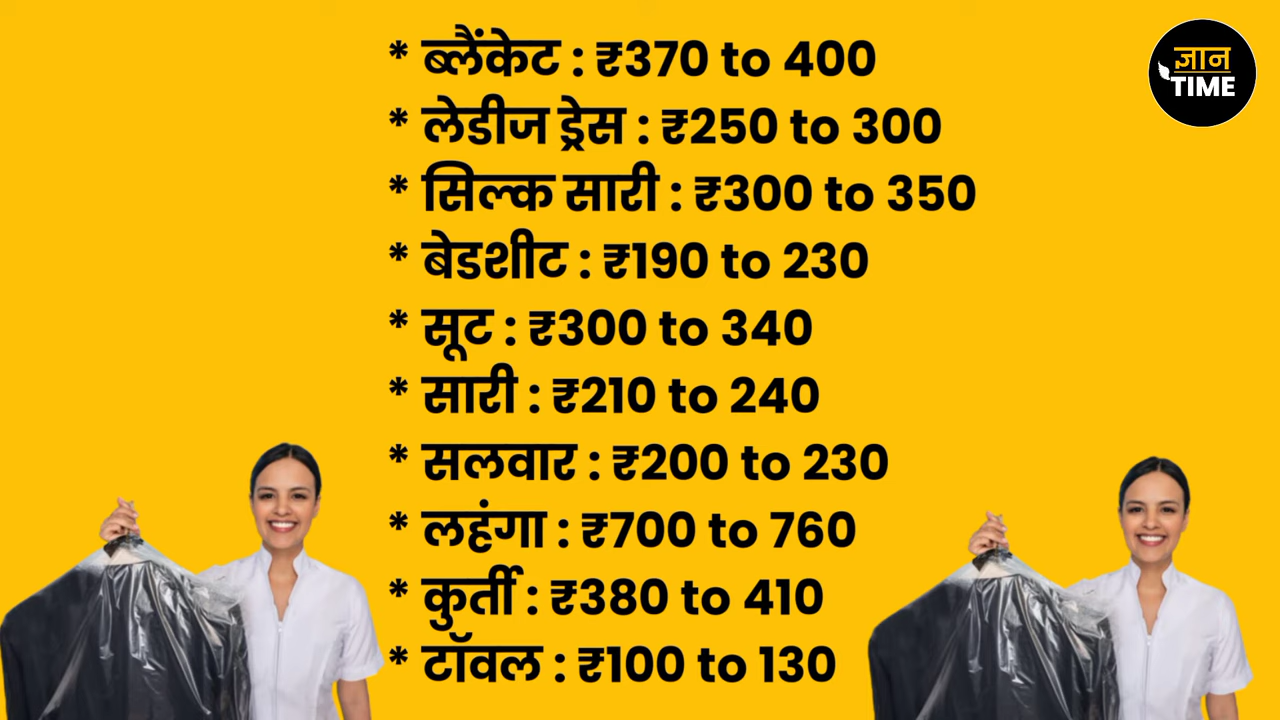 * ब्लैंकेट : ₹370 to 400
* लेडीज ड्रेस : ₹250 to 300
* सिल्क सारी : ₹300 to 350
* बेडशीट : ₹190 to 230
* सूट : ₹300 to 340
* सारी : ₹210 to 240
* सलवार : ₹200 to 230
* लहंगा : ₹700 to 760
* कुर्ती : ₹380 to 410
* टॉवल : ₹100 to 130
ज्ञान
TIME